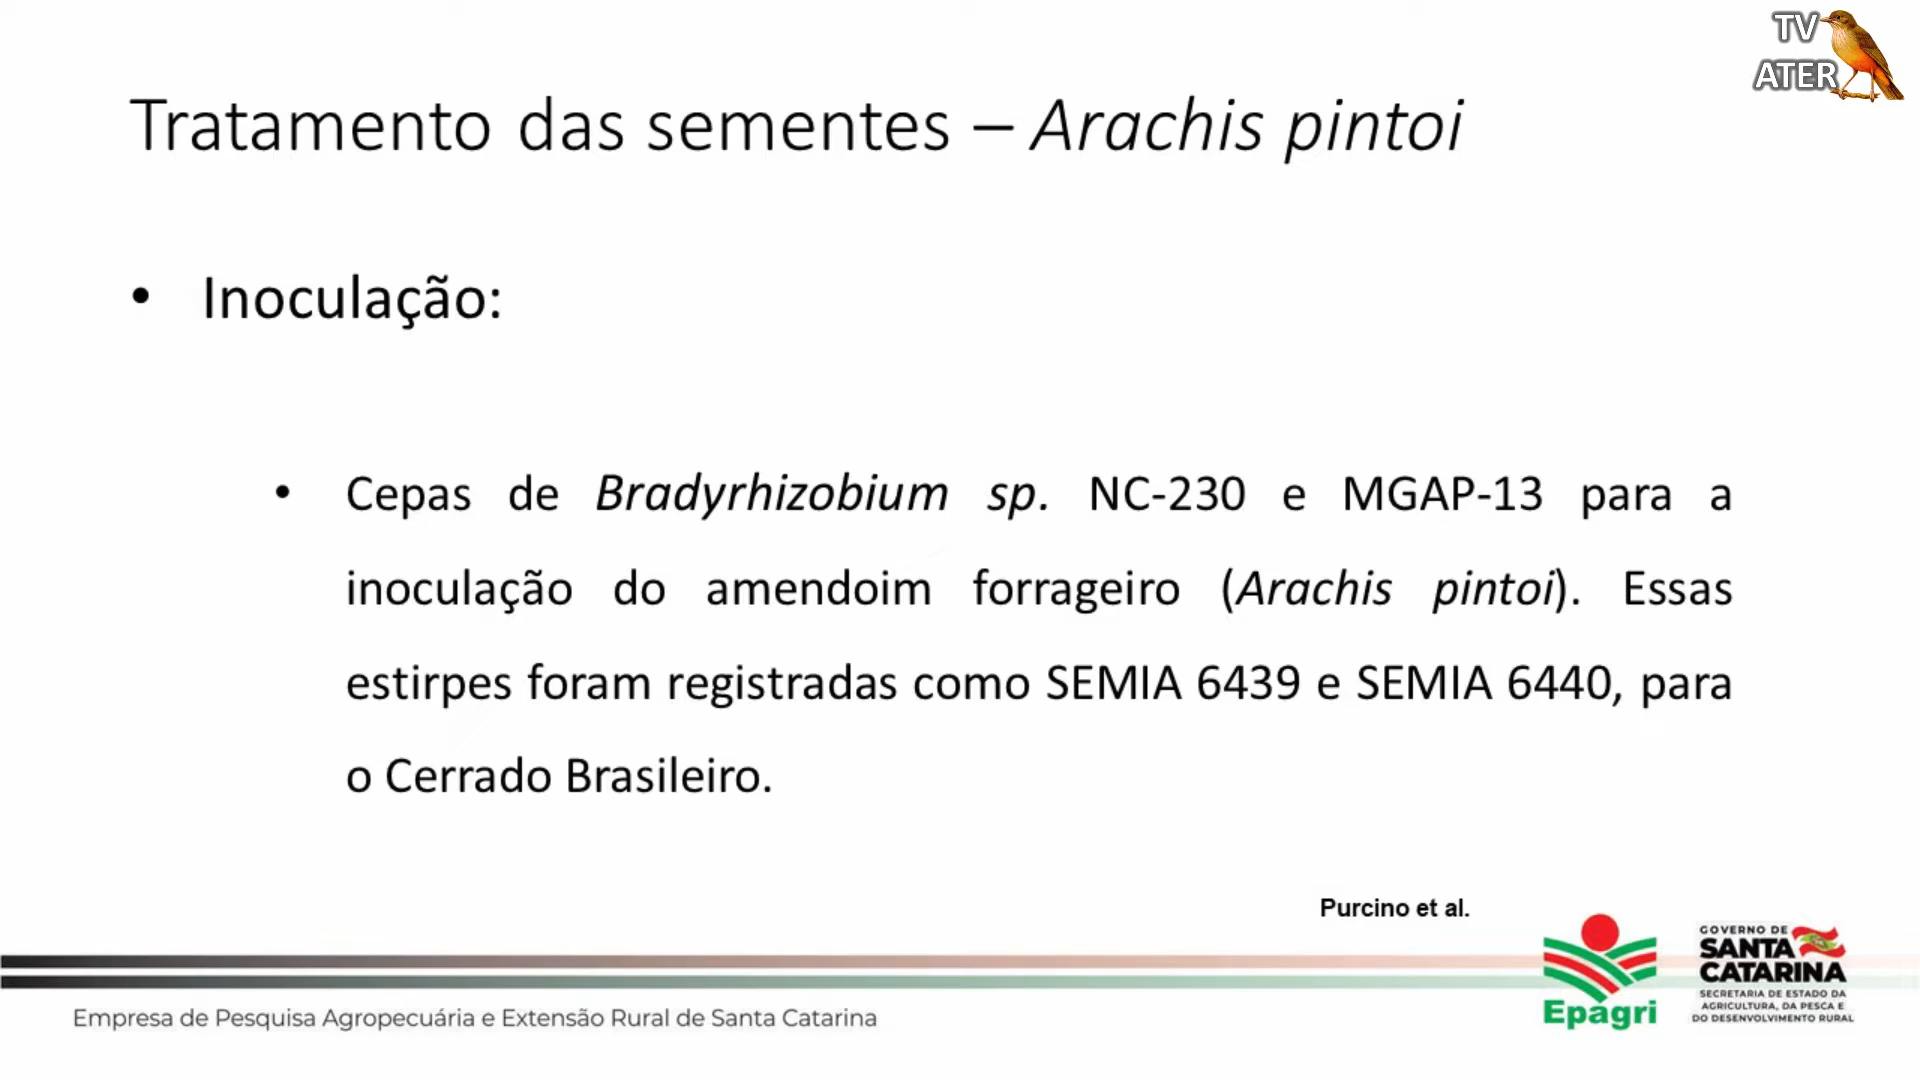 TV
ATER
Tratamento das sementes – Arachis pintoi
• Inoculação:
• Cepas de Bradyrhizobium sp. NC-230 e MGAP-13 para a
inoculação do amendoim forrageiro (Arachis pintoi). Essas
estirpes foram registradas como SEMIA 6439 e SEMIA 6440, para
o Cerrado Brasileiro.
Purcino et al.
Empresa de Pesquisa Agropecuária e Extensão Rural de Santa Catarina
Epagri
GOVERNO DE
SANTA
CATARINA
SECRETARIA DE ESTADO DA
AGRICULTURA, DA PESCA E
DO DESENVOLVIMENTO RURAL